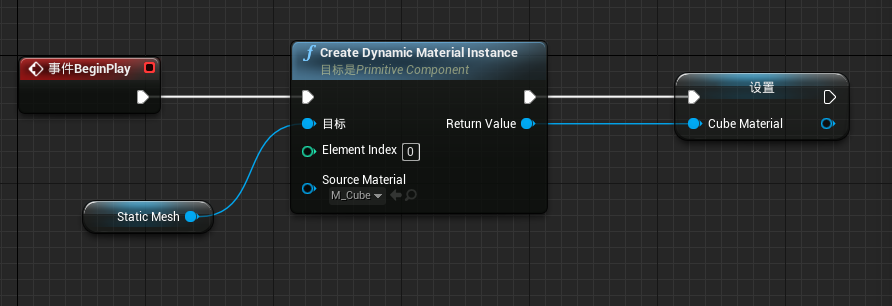 事件BeginPlay
Create Dynamic Material Instance
目标是Primitive Component
目标
Return Value
Element Index 0
Source Material
M_Cube
Static Mesh
设置
Cube Material